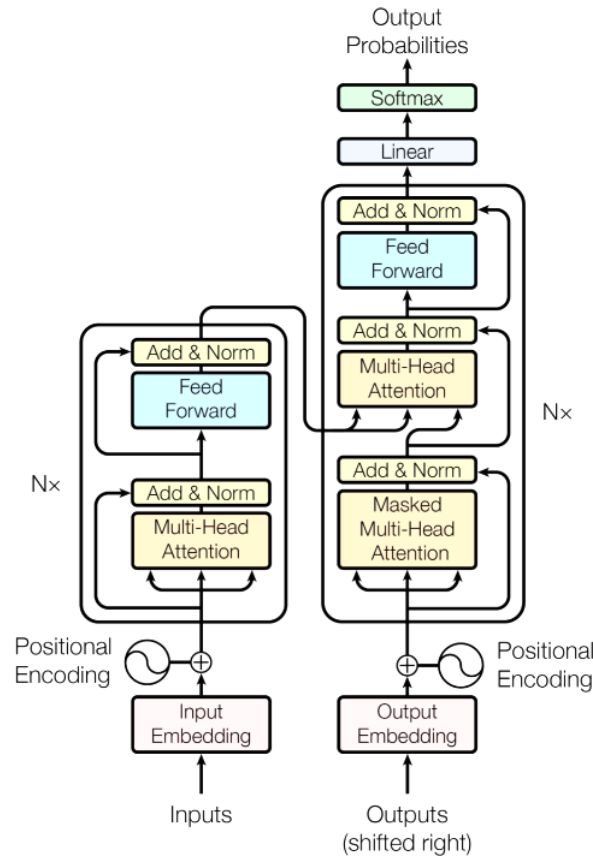 Output
Probabilities
Softmax
Linear
Add & Norm
Feed
Forward
Add & Norm
Multi-Head
Attention
Add & Norm
Masked
Multi-Head
Attention
N×
Add & Norm
Feed
Forward
Add & Norm
Multi-Head
Attention
N×
Positional
Encoding
Positional
Encoding
Input
Embedding
Output
Embedding
Inputs
Outputs
(shifted right)